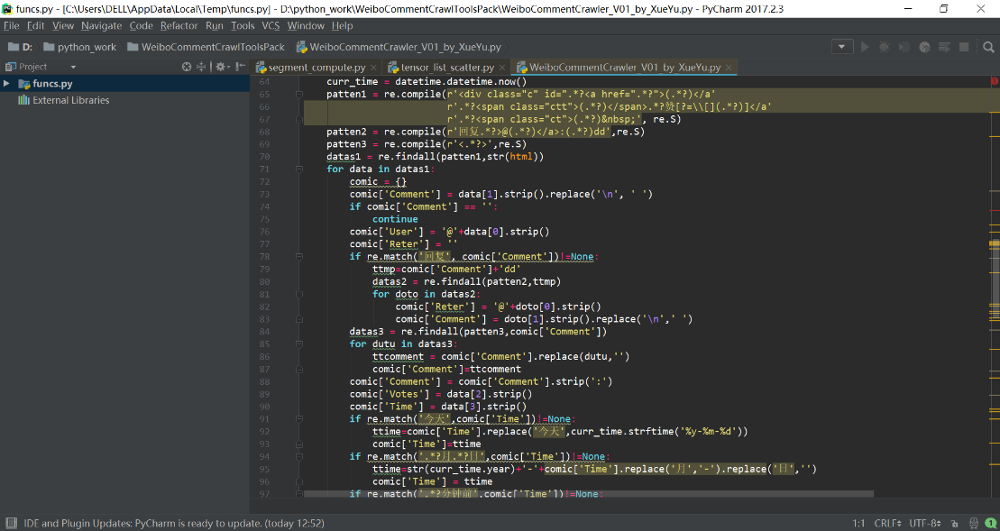 funcs.py - [C:\Users\DELL\AppData\Local\Temp\funcs.py] - D:\python_work\WeiboCommentCrawlToolsPack\WeiboCommentCrawler_V01_by_XueYu.py - PyCharm 2017.2.3
File Edit View Navigate Code Refactor Run Tools VCS Window Help
D: python_work WeiboCommentCrawlToolsPack WeiboCommentCrawler_V01_by_XueYu.py
Project segment_compute.py tensor_list_scatter.py WeiboCommentCrawler_V01_by_XueYu.py
funcs.py
External Libraries
64 curr_time = datetime.datetime.now()
65 patten1 = re.compile(r'<div class="c" id=".*?<a href=".*?">(.*?)</a'
66 r'.*?<span class="ctt">(.*?)</span>.*?赞[?=\\[](.*?)]</a'
67 r'.*?<span class="ct">(.*?)&nbsp;', re.S)
68 patten2 = re.compile(r'回复.*?>@(.*?)</a>:(.*?)dd',re.S)
69 patten3 = re.compile(r'<.*?>',re.S)
70 datas1 = re.findall(patten1,str(html))
71 for data in datas1:
72 comic = {}
73 comic['Comment'] = data[1].strip().replace('\n', ' ')
74 if comic['Comment'] == '':
75 continue
76 comic['User'] = '@'+data[0].strip()
77 comic['Reter'] = ''
78 if re.match('回复', comic['Comment'])!=None:
79 ttmp=comic['Comment']+'dd'
80 datas2 = re.findall(patten2,ttmp)
81 for doto in datas2:
82 comic['Reter'] = '@'+doto[0].strip()
83 comic['Comment'] = doto[1].strip().replace('\n',' ')
84 datas3 = re.findall(patten3,comic['Comment'])
85 for dutu in datas3:
86 ttcomment = comic['Comment'].replace(dutu,'')
87 comic['Comment']=ttcomment
88 comic['Comment'] = comic['Comment'].strip(':')
89 comic['Votes'] = data[2].strip()
90 comic['Time'] = data[3].strip()
91 if re.match('今天',comic['Time'])!=None:
92 ttime=comic['Time'].replace('今天',curr_time.strftime('%y-%m-%d'))
93 comic['Time']=ttime
94 if re.match('.*?月.*?日',comic['Time'])!=None:
95 ttime=str(curr_time.year)+'-'+comic['Time'].replace('月','-').replace('日','')
96 comic['Time'] = ttime
97 if re.match('.*?分钟前',comic['Time'])!=None:
IDE and Plugin Updates: PyCharm is ready to update. (today 12:52) 1:1 CRLF UTF-8 1